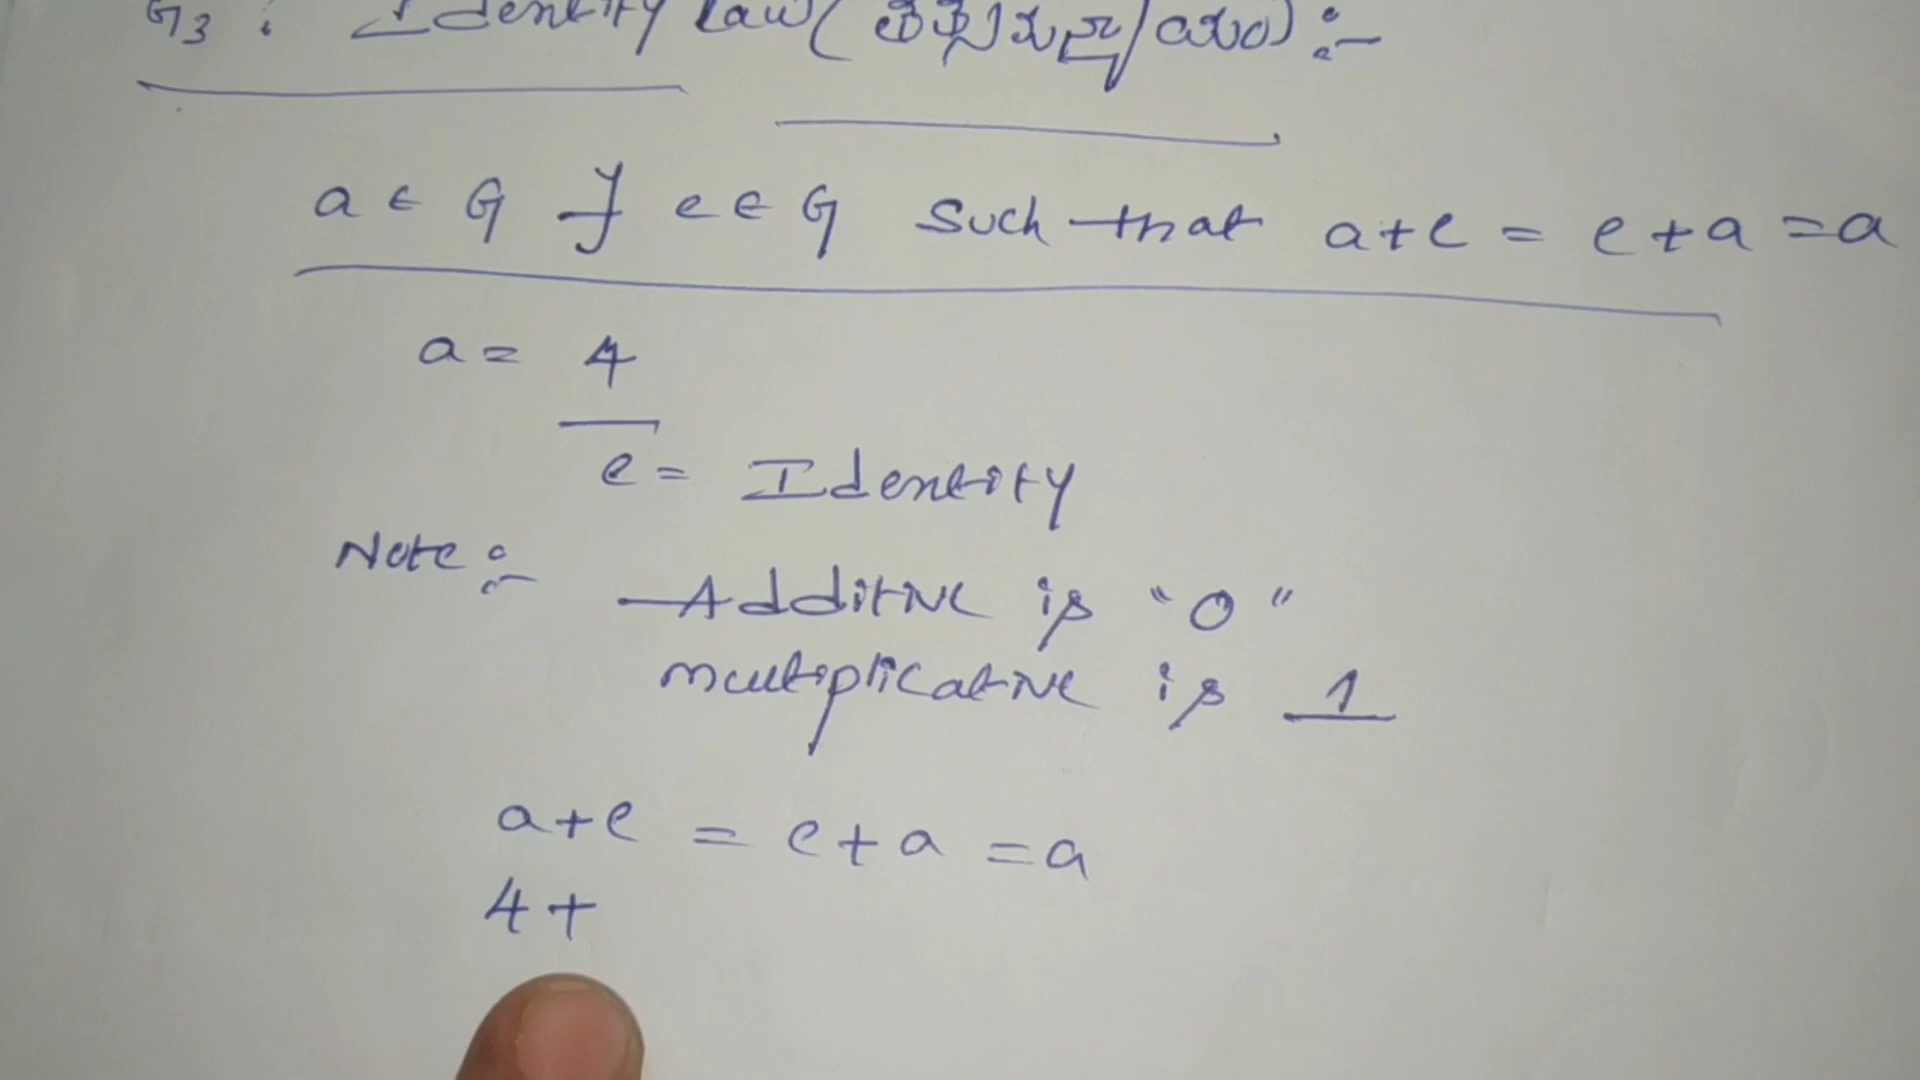 G3 : Identity law (
a ∈ G ∃ e ∈ G such that a+e = e+a = a
a = 4
e = Identity
Note :-
Additive is "0"
multiplicative is 1
a+e = e+a = a
4+